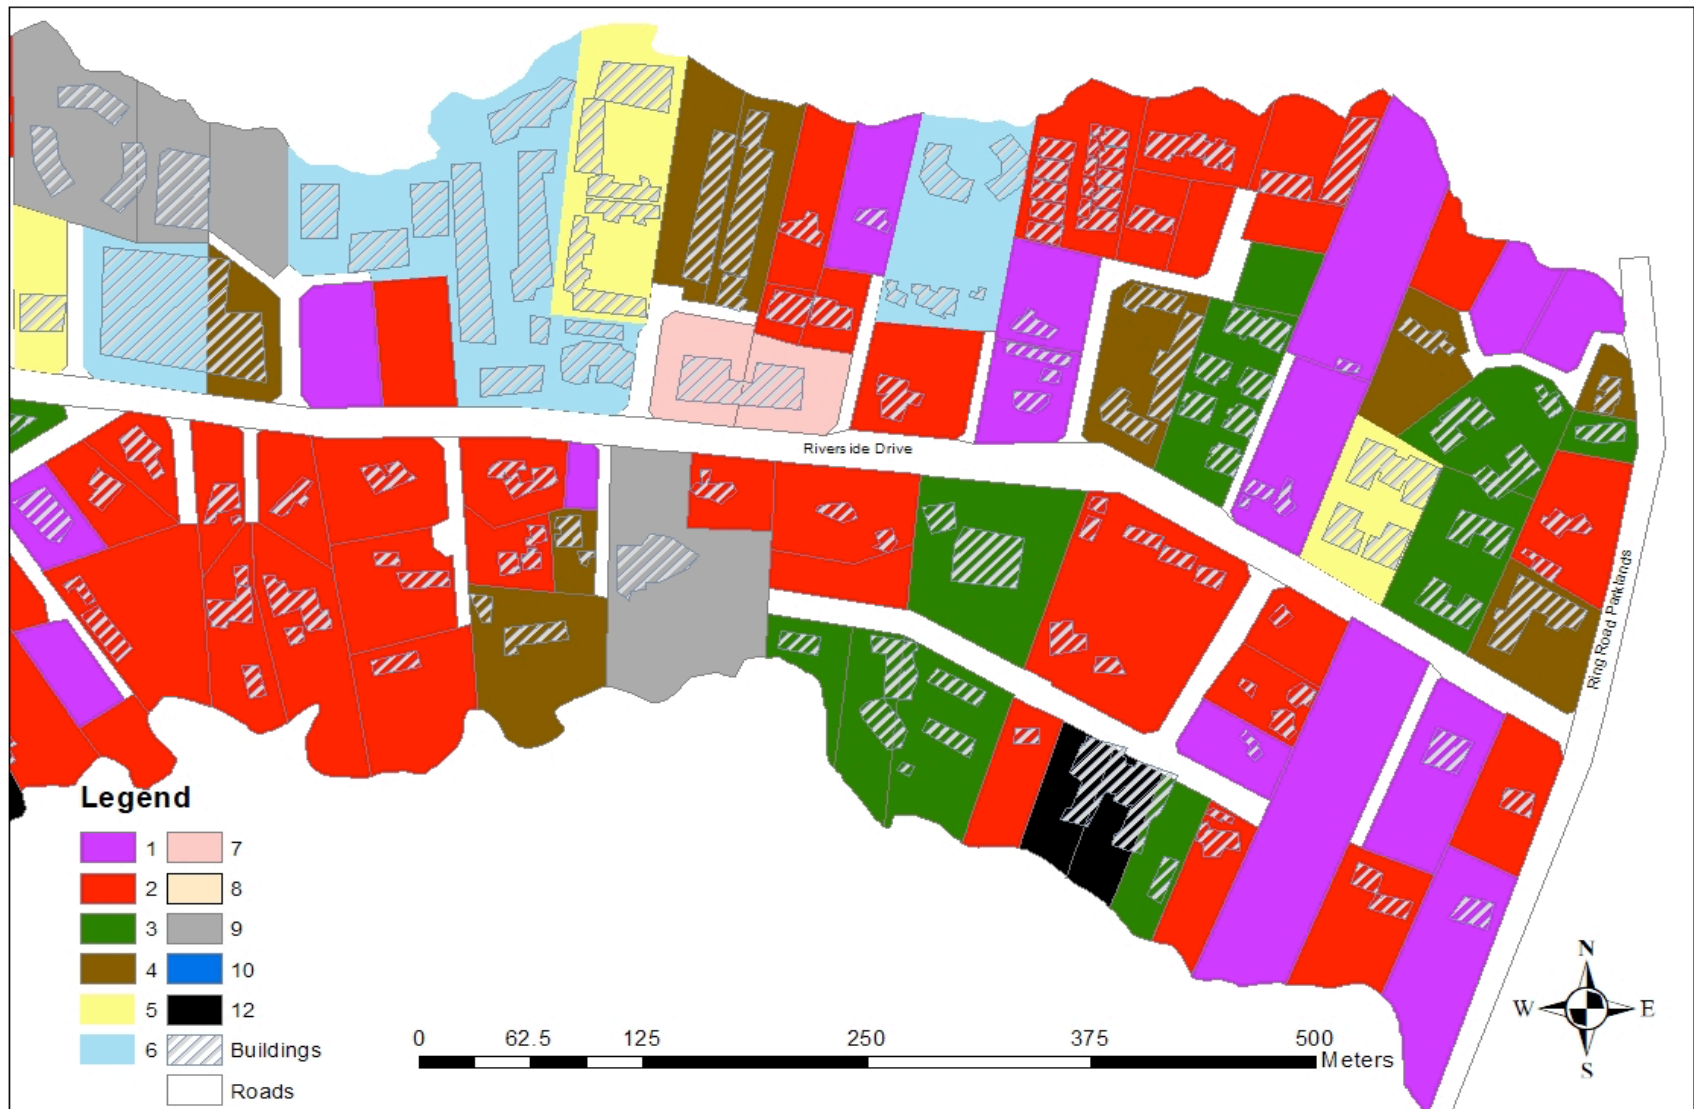 Riverside Drive
Ring Road Parklands
Legend
1 7
2 8
3 9
4 10
5 12
6 Buildings
Roads
0 62.5 125 250 375 500
Meters
N
W E
S